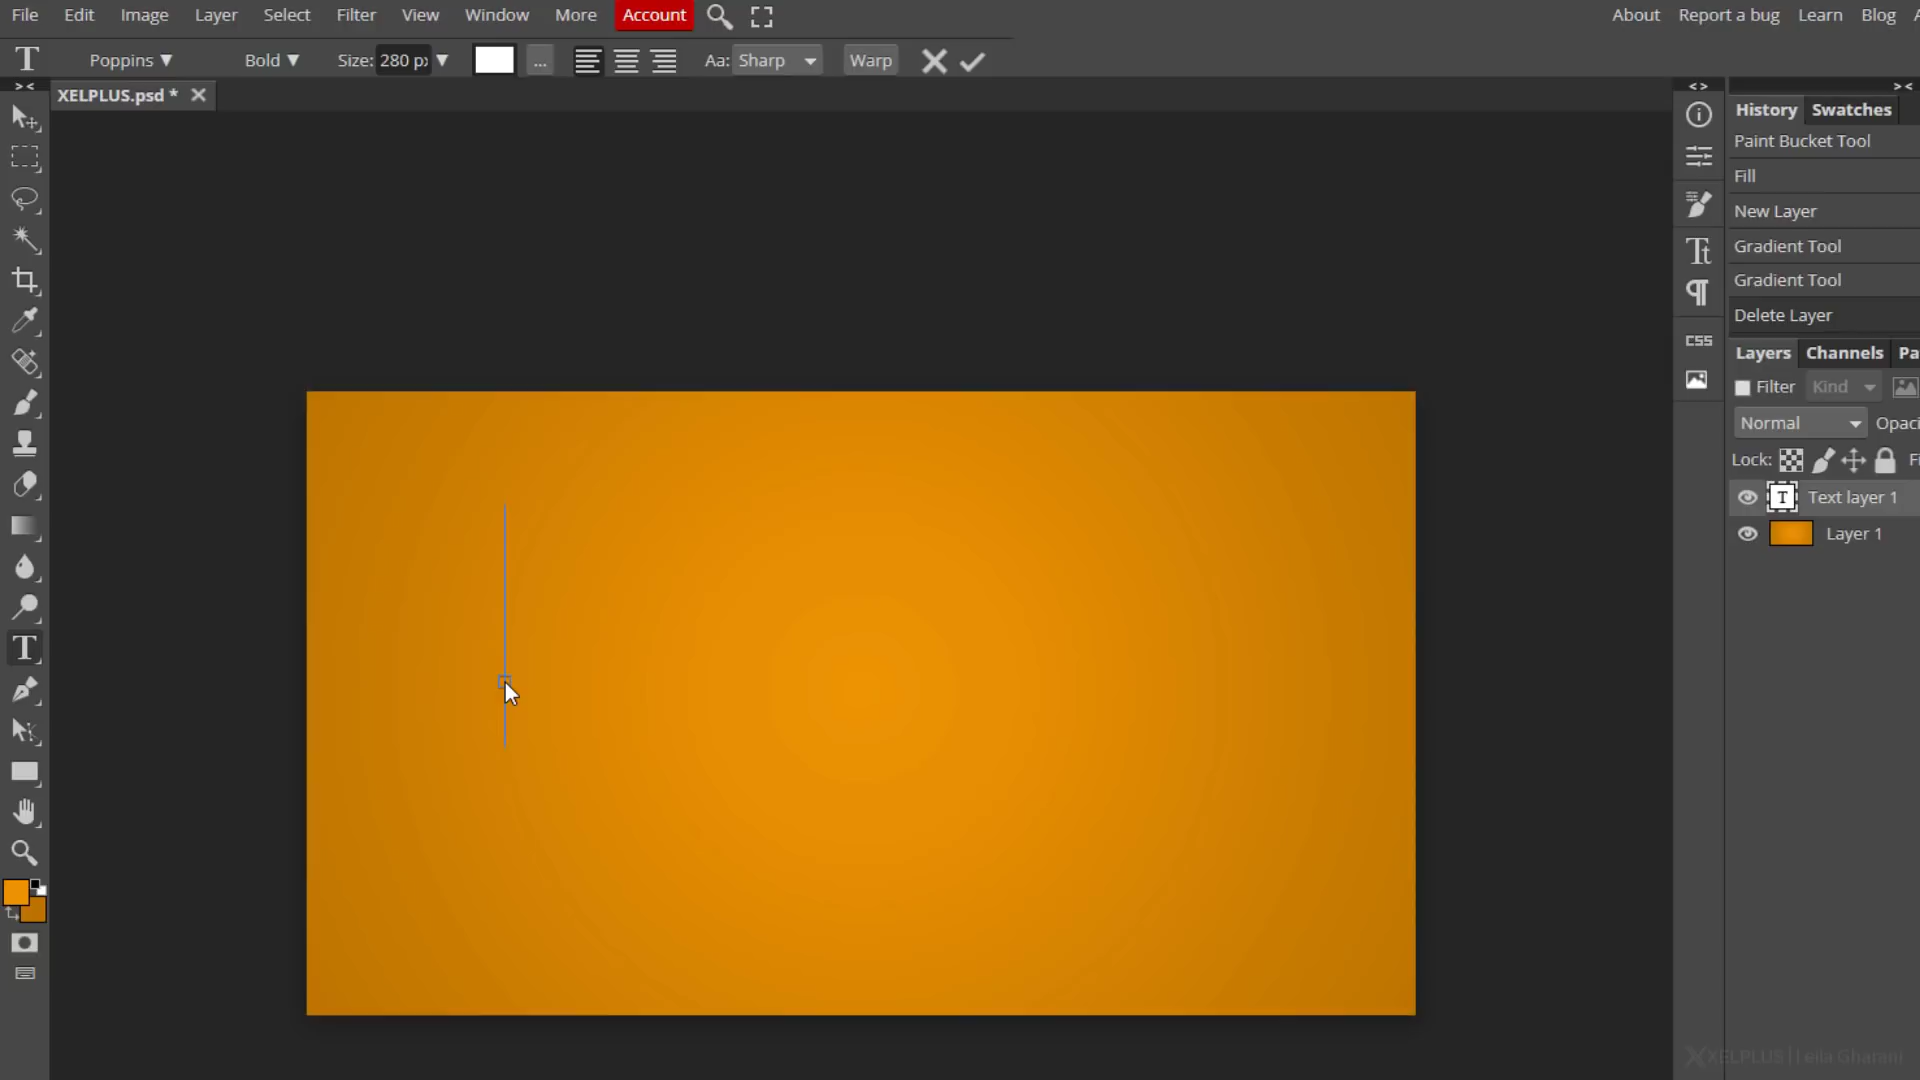 File Edit Image Layer Select Filter View Window More Account About Report a bug Learn Blog
Poppins Bold Size: 280 px ... Aa: Sharp Warp
XELPLUS.psd *
History Swatches
Paint Bucket Tool
Fill
New Layer
Gradient Tool
Gradient Tool
Delete Layer
CSS
Layers Channels Pa
Filter Kind
Normal Opaci
Lock: Fi
T Text layer 1
Layer 1
XELPLUS | Leila Gharani